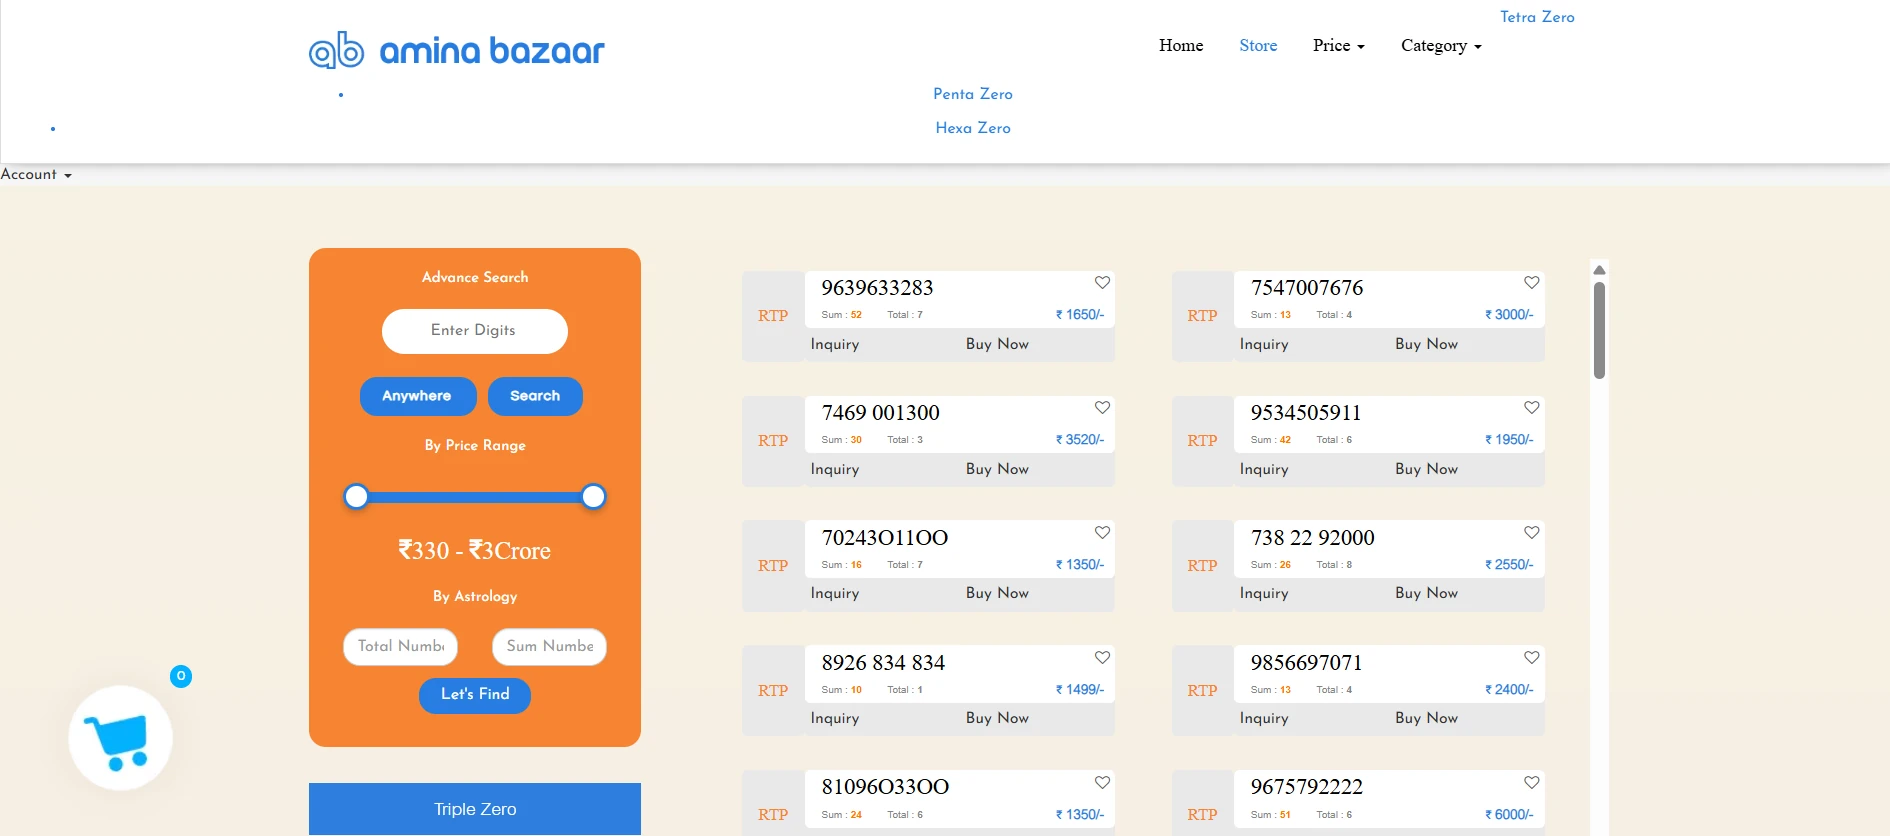 Tetra Zero
ab amina bazaar
Home Store Price Category
Penta Zero
Hexa Zero
Account
Advance Search
Enter Digits
Anywhere Search
By Price Range
₹330 - ₹3Crore
By Astrology
Total Numbe Sum Numbe
Let's Find
0
Triple Zero
RTP
9639633283
Sum : 52 Total : 7 ₹ 1650/-
Inquiry Buy Now
RTP
7547007676
Sum : 13 Total : 4 ₹ 3000/-
Inquiry Buy Now
RTP
7469 001300
Sum : 30 Total : 3 ₹ 3520/-
Inquiry Buy Now
RTP
9534505911
Sum : 42 Total : 6 ₹ 1950/-
Inquiry Buy Now
RTP
70243O11OO
Sum : 16 Total : 7 ₹ 1350/-
Inquiry Buy Now
RTP
738 22 92000
Sum : 26 Total : 8 ₹ 2550/-
Inquiry Buy Now
RTP
8926 834 834
Sum : 10 Total : 1 ₹ 1499/-
Inquiry Buy Now
RTP
9856697071
Sum : 13 Total : 4 ₹ 2400/-
Inquiry Buy Now
RTP
81096O33OO
Sum : 24 Total : 6 ₹ 1350/-
RTP
9675792222
Sum : 51 Total : 6 ₹ 6000/-